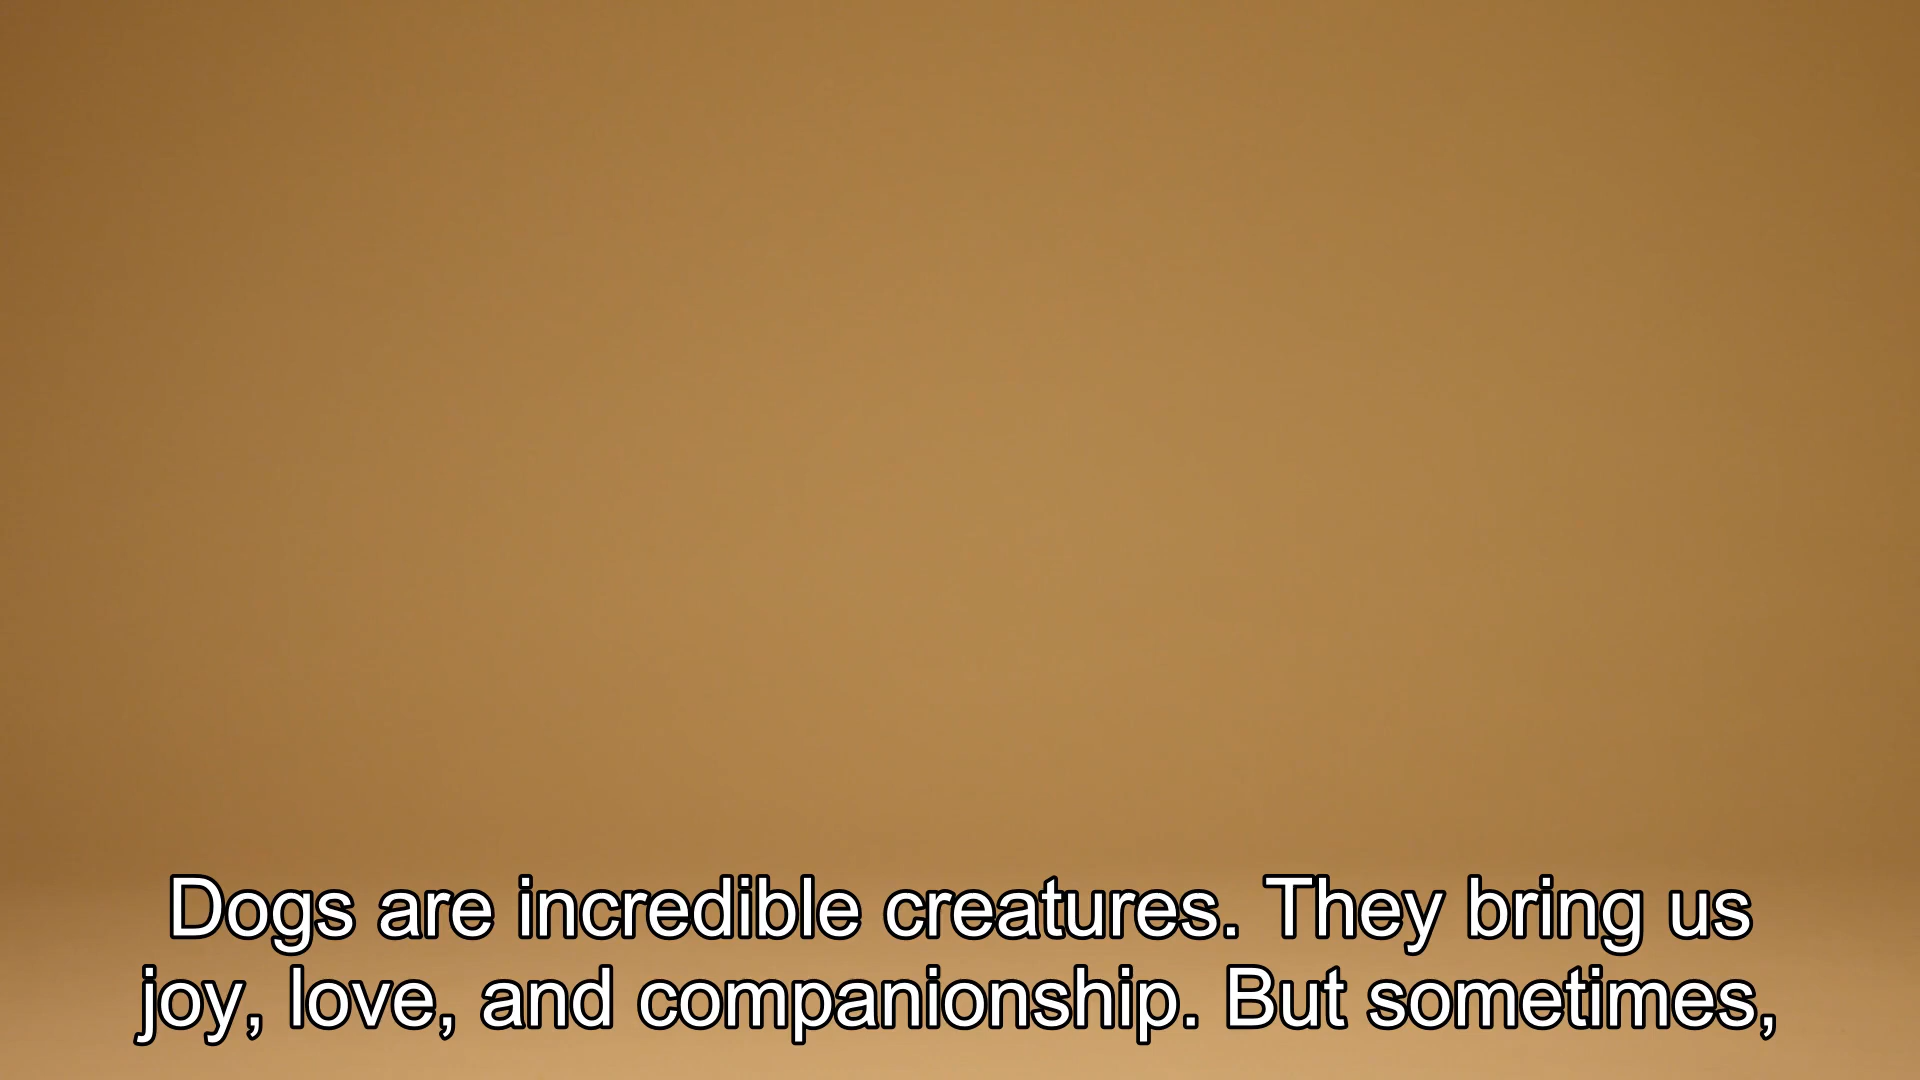 Dogs are incredible creatures. They bring us
joy, love, and companionship. But sometimes,